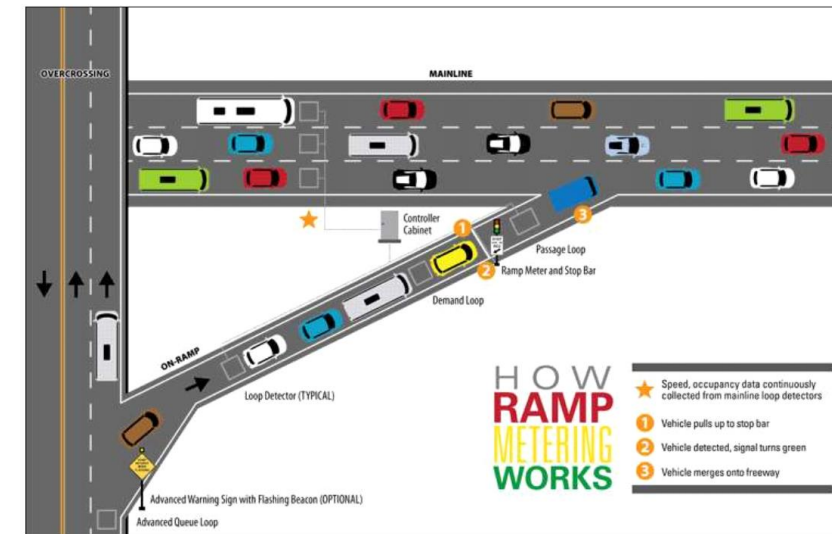 OVERCROSSING
MAINLINE
Controller
Cabinet
1
3
Passage Loop
2
Ramp Meter and Stop Bar
Demand Loop
ON-RAMP
Loop Detector (TYPICAL)
Advanced Warning Sign with Flashing Beacon (OPTIONAL)
Advanced Queue Loop
HOW
RAMP
METERING
WORKS
Speed, occupancy data continuously
collected from mainline loop detectors
1 Vehicle pulls up to stop bar
2 Vehicle detected, signal turns green
3 Vehicle merges onto freeway